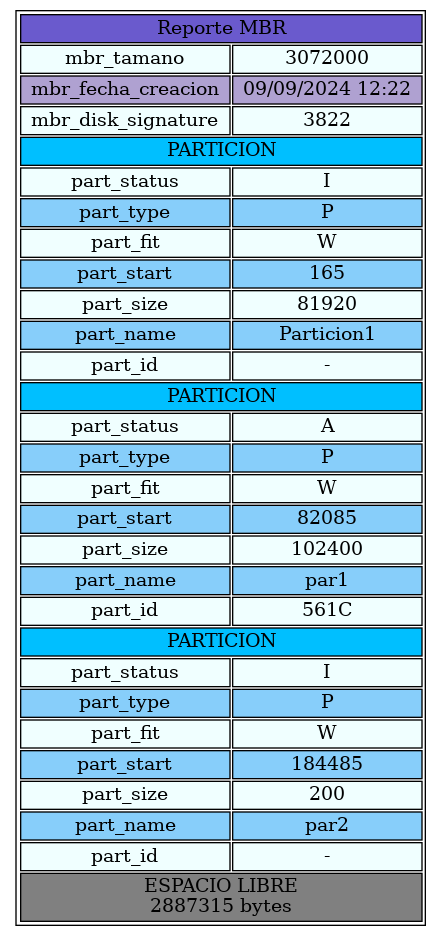 Reporte MBR
mbr_tamano 3072000
mbr_fecha_creacion 09/09/2024 12:22
mbr_disk_signature 3822
PARTICION
part_status I
part_type P
part_fit W
part_start 165
part_size 81920
part_name Particion1
part_id -
PARTICION
part_status A
part_type P
part_fit W
part_start 82085
part_size 102400
part_name par1
part_id 561C
PARTICION
part_status I
part_type P
part_fit W
part_start 184485
part_size 200
part_name par2
part_id -
ESPACIO LIBRE
2887315 bytes